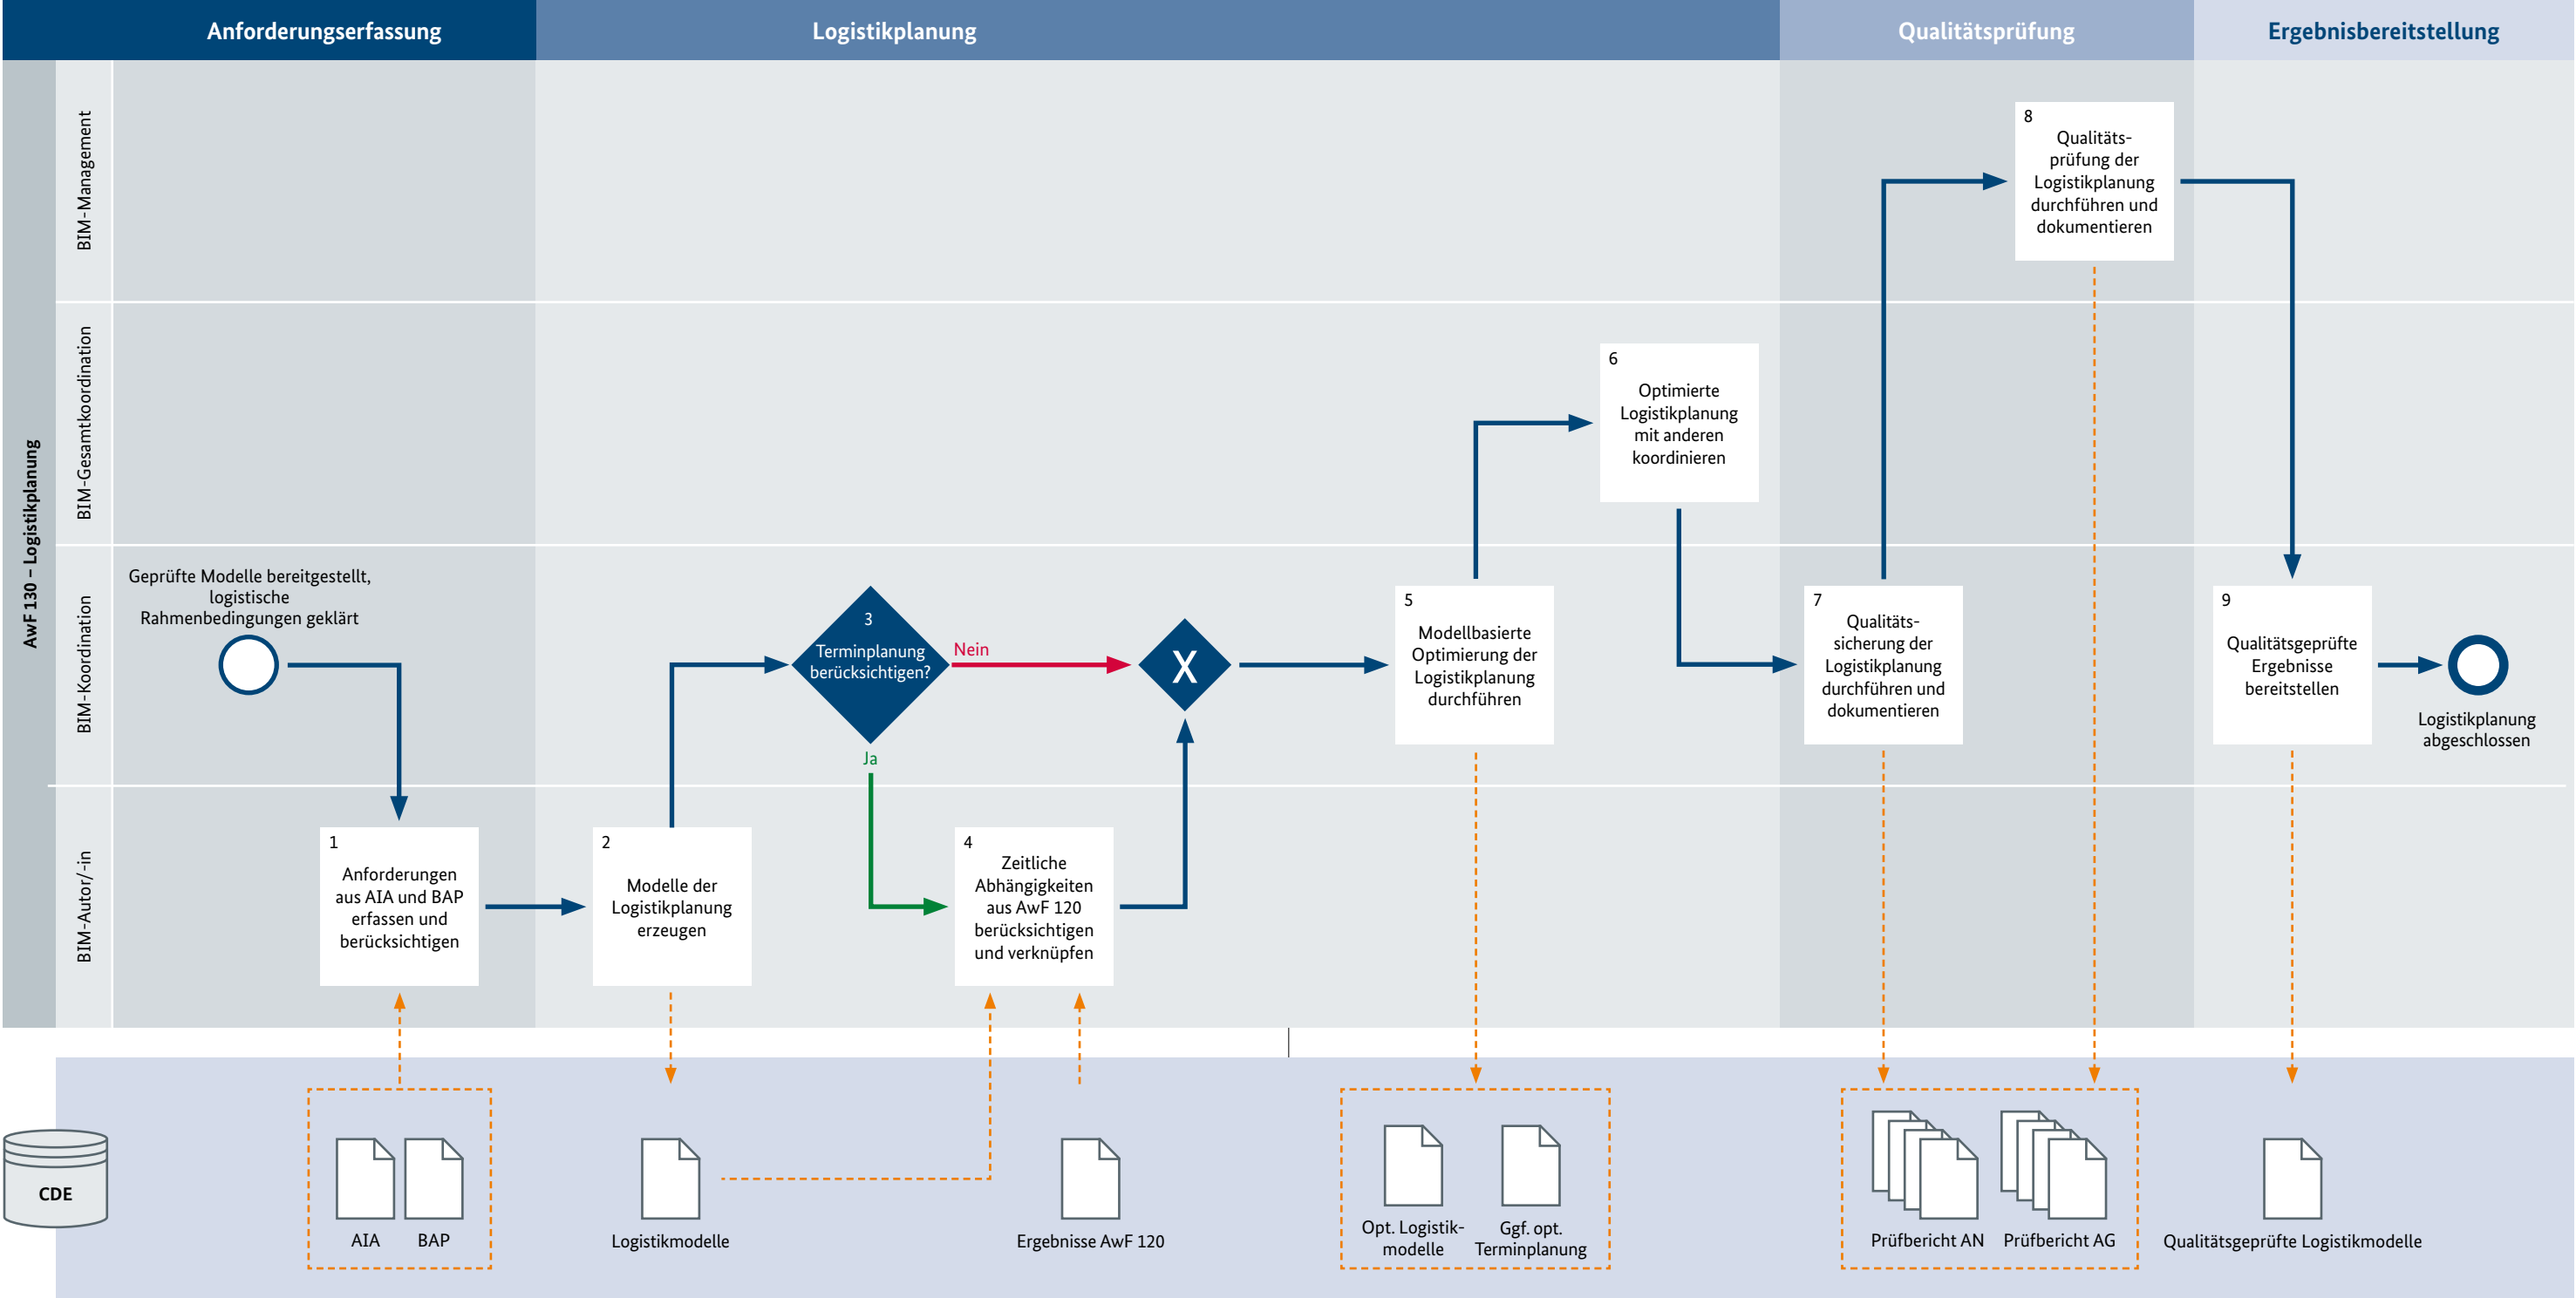 Anforderungserfassung
Logistikplanung
Qualitätsprüfung
Ergebnisbereitstellung
AwF 130 – Logistikplanung
BIM-Management
8
Qualitäts-
prüfung der
Logistikplanung
durchführen und
dokumentieren
BIM-Gesamtkoordination
6
Optimierte
Logistikplanung
mit anderen
koordinieren
BIM-Koordination
Geprüfte Modelle bereitgestellt,
logistische
Rahmenbedingungen geklärt
3
Terminplanung
berücksichtigen?
Nein
Ja
X
5
Modellbasierte
Optimierung der
Logistikplanung
durchführen
7
Qualitäts-
sicherung der
Logistikplanung
durchführen und
dokumentieren
9
Qualitätsgeprüfte
Ergebnisse
bereitstellen
Logistikplanung
abgeschlossen
BIM-Autor/-in
1
Anforderungen
aus AIA und BAP
erfassen und
berücksichtigen
2
Modelle der
Logistikplanung
erzeugen
4
Zeitliche
Abhängigkeiten
aus AwF 120
berücksichtigen
und verknüpfen
CDE
AIA
BAP
Logistikmodelle
Ergebnisse AwF 120
Opt. Logistik-
modelle
Ggf. opt.
Terminplanung
Prüfbericht AN
Prüfbericht AG
Qualitätsgeprüfte Logistikmodelle